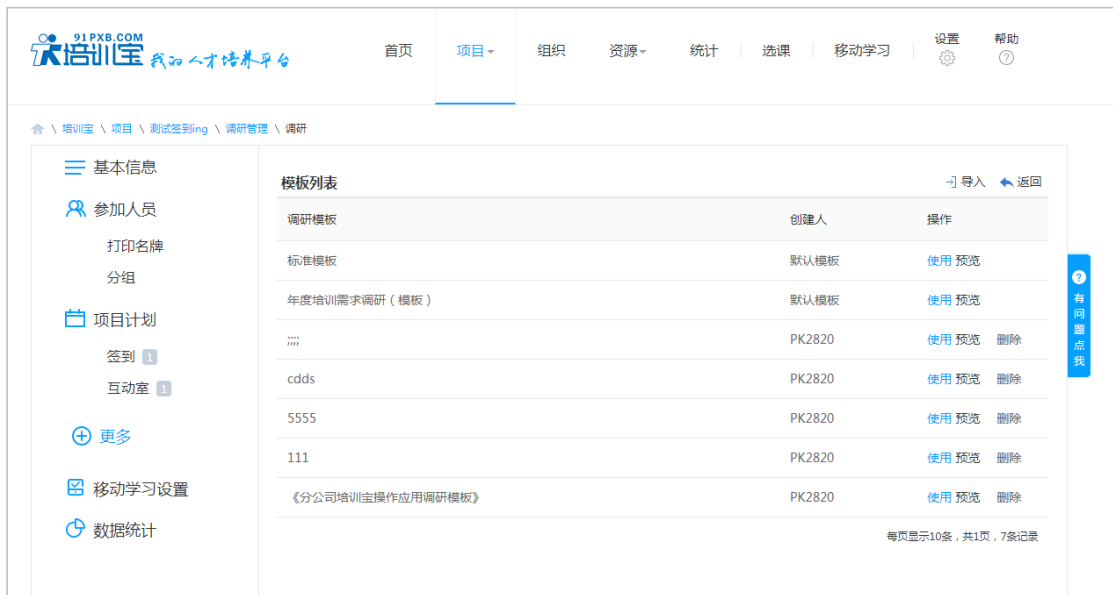 91PXB.COM
培训宝 我的人才培养平台
首页 项目 组织 资源 统计 选课 移动学习 设置 帮助
\ 培训宝 \ 项目 \ 测试签到ing \ 调研管理 \ 调研
基本信息
参加人员
打印名牌
分组
项目计划
签到 1
互动室 1
更多
移动学习设置
数据统计
模板列表 导入 返回
调研模板 创建人 操作
标准模板 默认模板 使用 预览
年度培训需求调研（模板） 默认模板 使用 预览
;;;; PK2820 使用 预览 删除
cdds PK2820 使用 预览 删除
5555 PK2820 使用 预览 删除
111 PK2820 使用 预览 删除
《分公司培训宝操作应用调研模板》 PK2820 使用 预览 删除
每页显示10条，共1页，7条记录
有问题点我